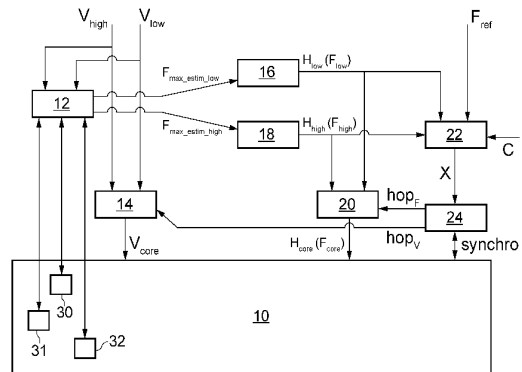 V_high V_low F_ref
12
F_max_estim_low
16
H_low (F_low)
F_max_estim_high
18
H_high (F_high)
22
C
X
14
20
hop_F
24
hop_V
synchro
V_core
H_core (F_core)
30
31
32
10